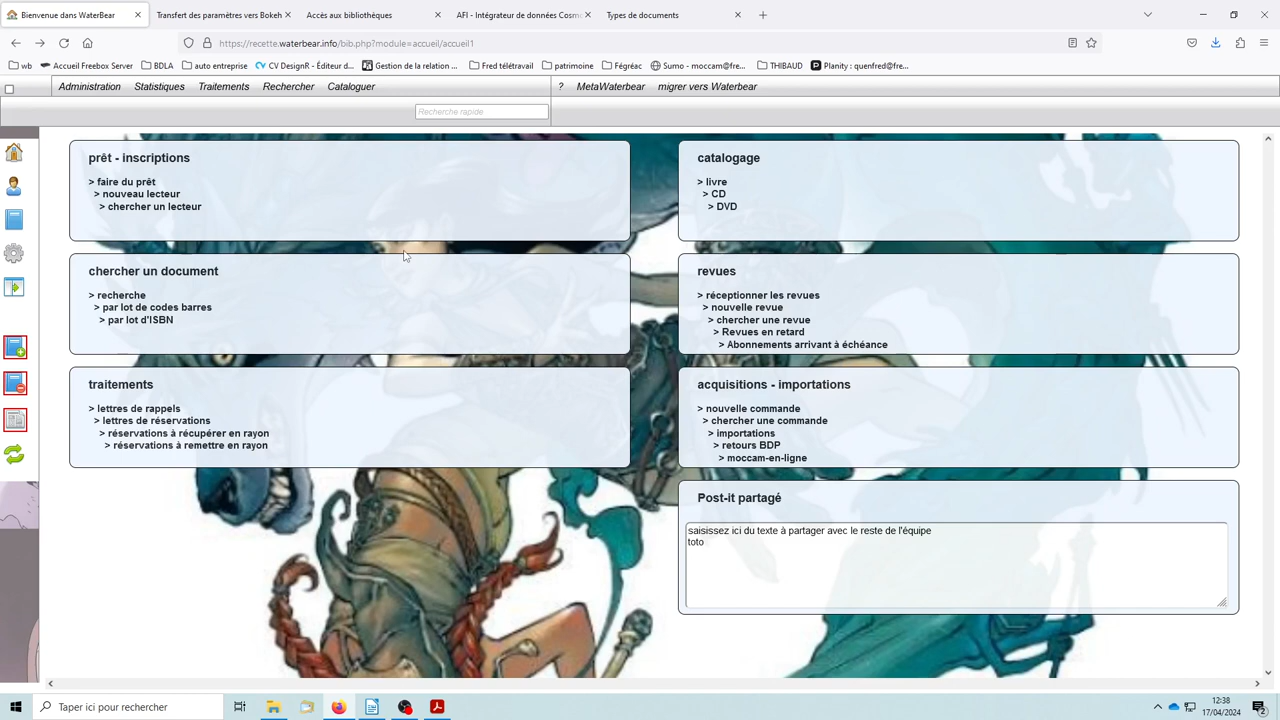 Bienvenue dans WaterBear
Transfert des paramètres vers Bokeh
Accès aux bibliothèques
AFI - Intégrateur de données Cosmo
Types de documents
https://recette.waterbear.info/bib.php?module=accueil/accueil1
wb
Accueil Freebox Server
BDLA
auto entreprise
CV DesignR - Éditeur d...
Gestion de la relation ...
Fred télétravail
patrimoine
Fégréac
Sumo - moccam@fre...
THIBAUD
Planity : quenfred@fre...
Administration Statistiques Traitements Rechercher Cataloguer
? MetaWaterbear migrer vers Waterbear
Recherche rapide
prêt - inscriptions
> faire du prêt
> nouveau lecteur
> chercher un lecteur
catalogage
> livre
> CD
> DVD
chercher un document
> recherche
> par lot de codes barres
> par lot d'ISBN
revues
> réceptionner les revues
> nouvelle revue
> chercher une revue
> Revues en retard
> Abonnements arrivant à échéance
traitements
> lettres de rappels
> lettres de réservations
> réservations à récupérer en rayon
> réservations à remettre en rayon
acquisitions - importations
> nouvelle commande
> chercher une commande
> importations
> retours BDP
> moccam-en-ligne
Post-it partagé
saisissez ici du texte à partager avec le reste de l'équipe
toto
Taper ici pour rechercher
12:38
17/04/2024
2